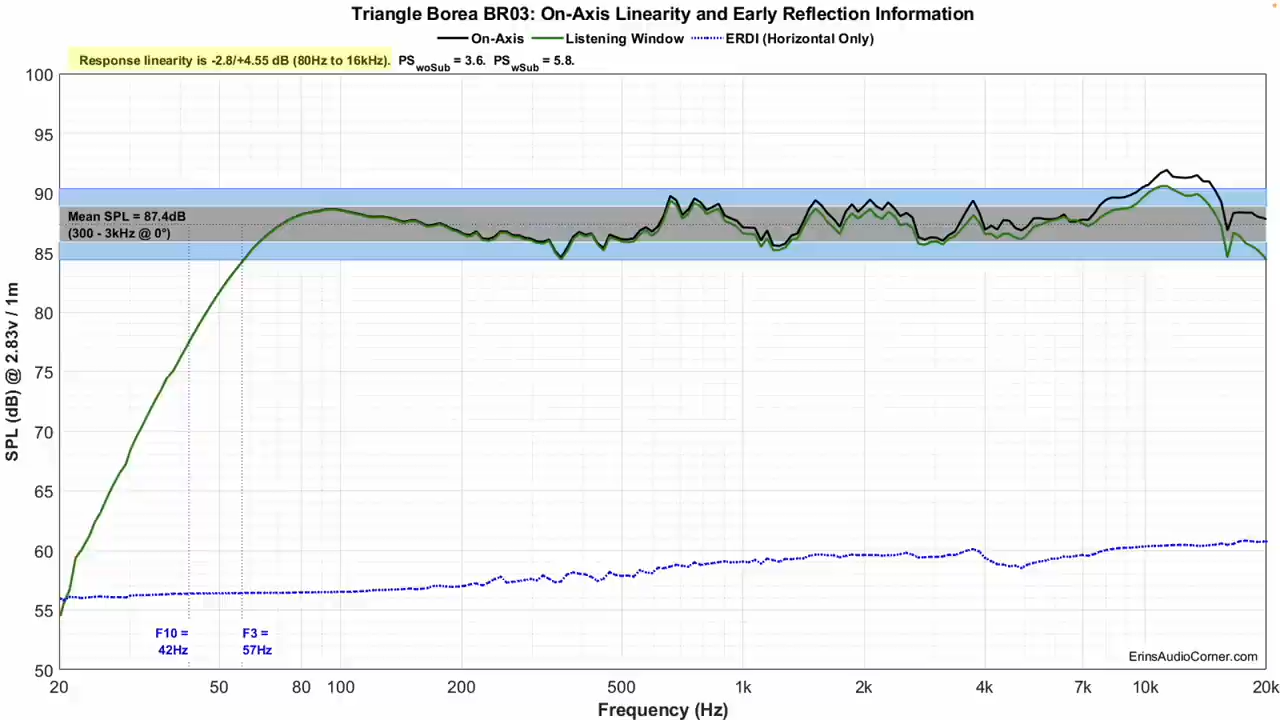 Triangle Borea BR03: On-Axis Linearity and Early Reflection Information
On-Axis Listening Window ERDI (Horizontal Only)
Response linearity is -2.8/+4.55 dB (80Hz to 16kHz). PSwoSub = 3.6. PSwSub = 5.8.
100
95
90
85
80
75
70
65
60
55
50
SPL (dB) @ 2.83v / 1m
Mean SPL = 87.4dB
(300 - 3kHz @ 0°)
F10 =
42Hz
F3 =
57Hz
ErinsAudioCorner.com
20 50 80 100 200 500 1k 2k 4k 7k 10k 20k
Frequency (Hz)